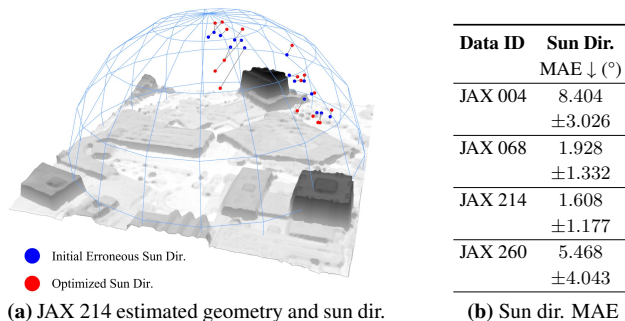 Initial Erroneous Sun Dir.
Optimized Sun Dir.
(a) JAX 214 estimated geometry and sun dir.
Data ID Sun Dir.
MAE ↓ (°)
JAX 004 8.404
±3.026
JAX 068 1.928
±1.332
JAX 214 1.608
±1.177
JAX 260 5.468
±4.043
(b) Sun dir. MAE